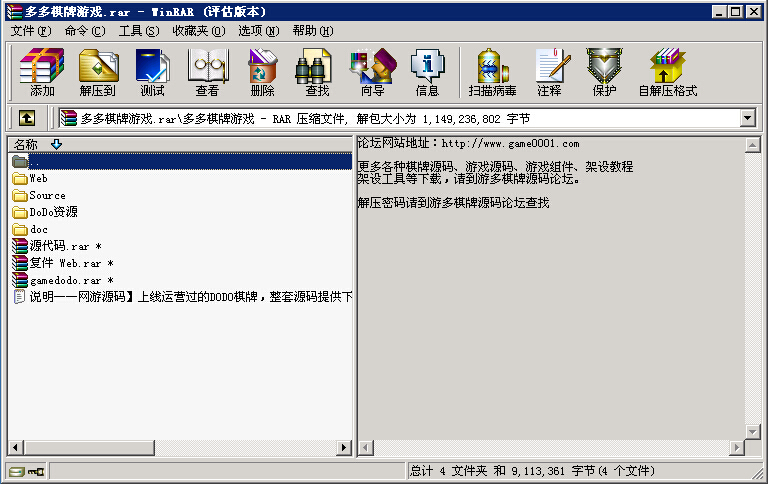 多多棋牌游戏.rar - WinRAR (评估版本)
文件(F) 命令(C) 工具(S) 收藏夹(O) 选项(N) 帮助(H)
添加 解压到 测试 查看 删除 查找 向导 信息 扫描病毒 注释 保护 自解压格式
多多棋牌游戏.rar\多多棋牌游戏 - RAR 压缩文件, 解包大小为 1,149,236,802 字节
名称
..
Web
Source
DoDo资源
doc
源代码.rar *
复件 Web.rar *
gamedodo.rar *
说明一一网游源码】上线运营过的DODO棋牌，整套源码提供下
论坛网站地址：http://www.game0001.com
更多各种棋牌源码、游戏源码、游戏组件、架设教程
架设工具等下载，请到游多棋牌源码论坛。
解压密码请到游多棋牌源码论坛查找
总计 4 文件夹 和 9,113,361 字节(4 个文件)